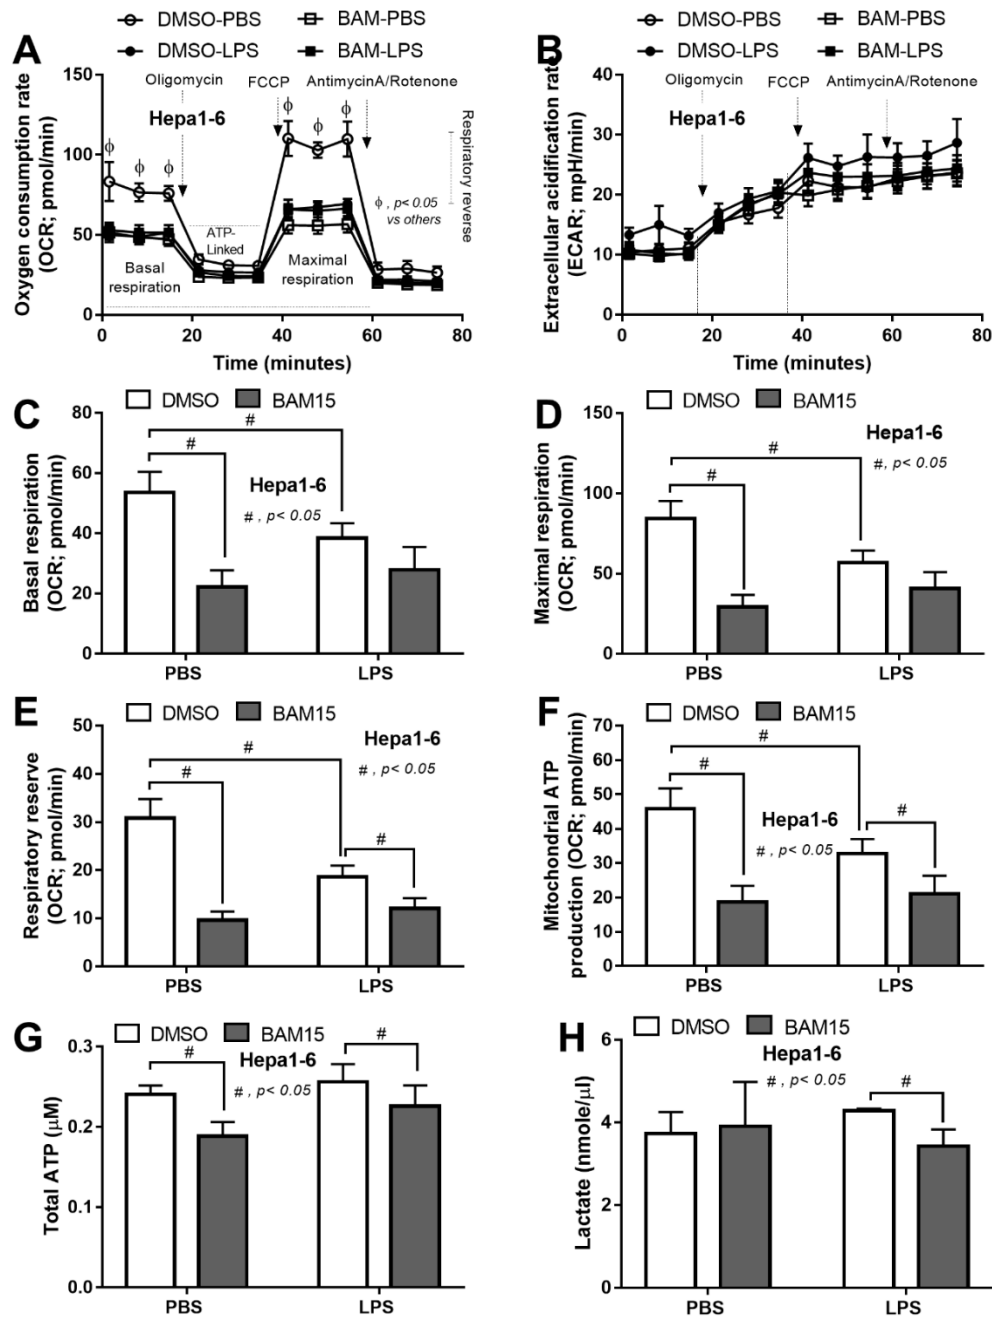 A
DMSO-PBS BAM-PBS
DMSO-LPS BAM-LPS
Oxygen consumption rate
(OCR; pmol/min)
150
100
50
0
Oligomycin FCCP AntimycinA/Rotenone
Hepa1-6
ϕ ϕ ϕ ϕ ϕ ϕ
ϕ , p< 0.05
vs others
Respiratory reverse
ATP-
Linked
Basal
respiration
Maximal
respiration
0 20 40 60 80
Time (minutes)
B
DMSO-PBS BAM-PBS
DMSO-LPS BAM-LPS
Extracellular acidification rate
(ECAR; mpH/min)
40
30
20
10
0
Oligomycin FCCP AntimycinA/Rotenone
Hepa1-6
0 20 40 60 80
Time (minutes)
C
DMSO BAM15
Basal respiration
(OCR; pmol/min)
80
60
40
20
0
#
#
Hepa1-6
# , p< 0.05
PBS LPS
D
DMSO BAM15
Maximal respiration
(OCR; pmol/min)
150
100
50
0
Hepa1-6
# , p< 0.05
#
#
PBS LPS
E
DMSO BAM15
Respiratory reserve
(OCR; pmol/min)
50
40
30
20
10
0
Hepa1-6
# , p< 0.05
#
#
#
PBS LPS
F
DMSO BAM15
Mitochondrial ATP
production (OCR; pmol/min)
70
60
50
40
30
20
10
0
#
#
Hepa1-6
# , p< 0.05
#
PBS LPS
G
DMSO BAM15
Total ATP (μM)
0.3
0.2
0.1
0.0
#
#
Hepa1-6
# , p< 0.05
PBS LPS
H
DMSO BAM15
Lactate (nmole/μl)
6
4
2
0
Hepa1-6
# , p< 0.05
#
PBS LPS